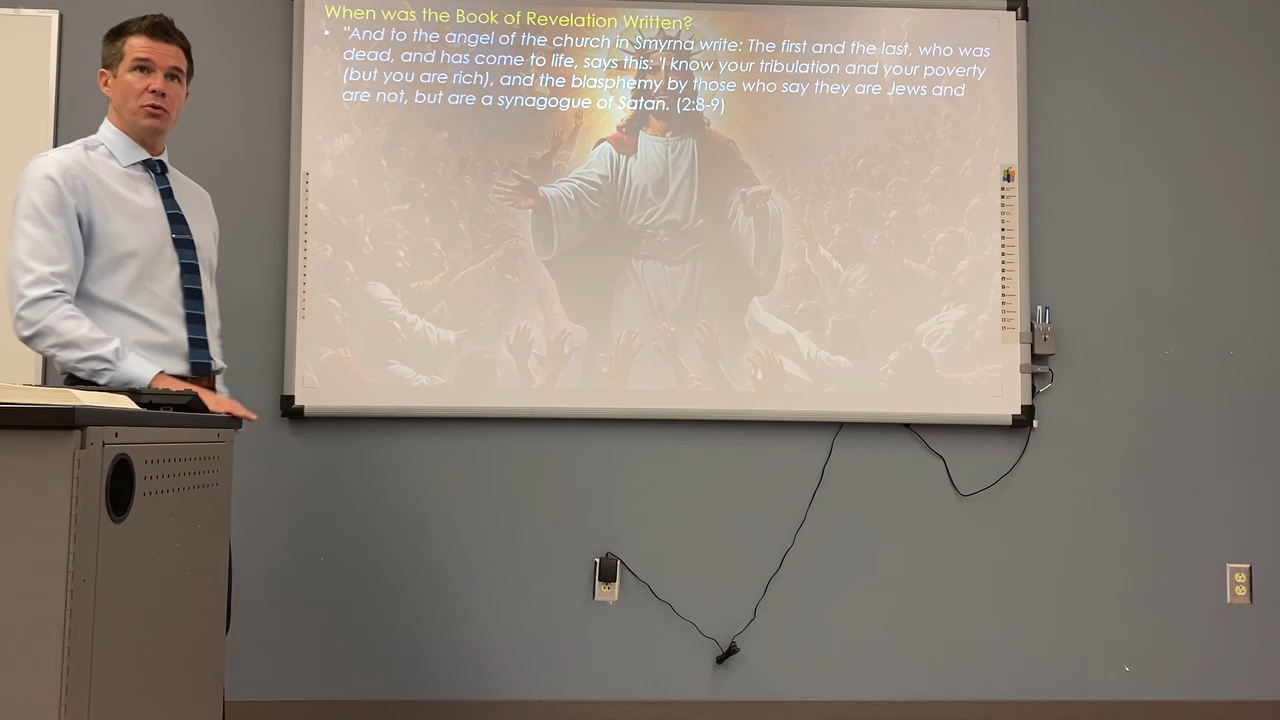 When was the Book of Revelation Written?
• "And to the angel of the church in Smyrna write: The first and the last, who was
dead, and has come to life, says this: 'I know your tribulation and your poverty
(but you are rich), and the blasphemy by those who say they are Jews and
are not, but are a synagogue of Satan. (2:8-9)